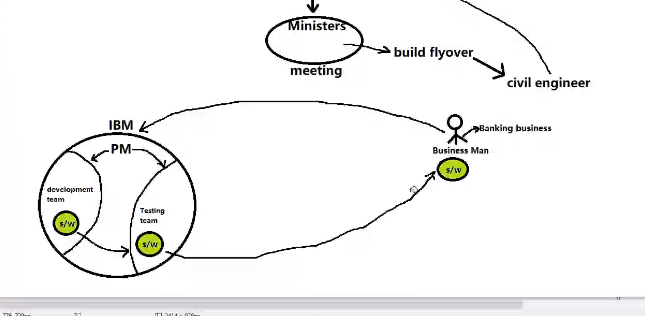 Ministers
build flyover
meeting
civil engineer
IBM
Banking business
PM
Business Man
s/w
development
team
Testing
team
s/w
s/w